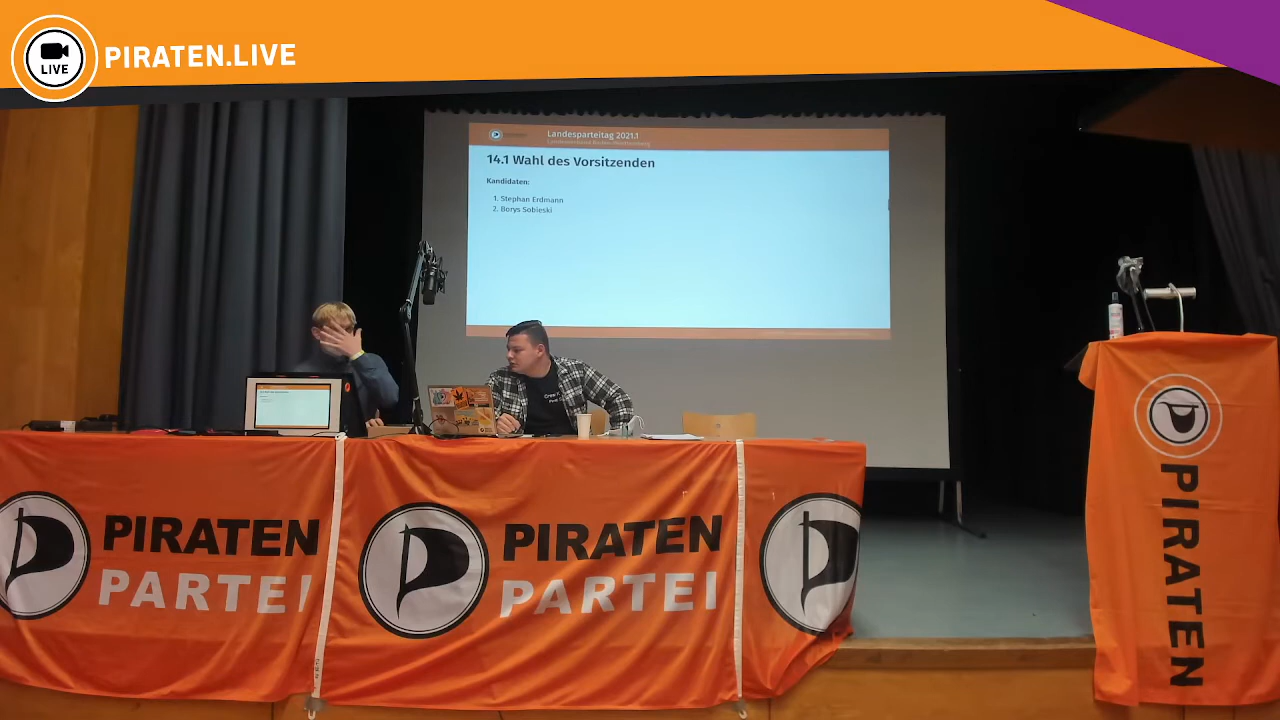 LIVE
PIRATEN.LIVE
Landesparteitag 2021.1
14.1 Wahl des Vorsitzenden
Kandidaten:
1. Stephan Erdmann
2. Borys Sobieski
PIRATEN
PARTEI
PIRATEN
PARTEI
PIRATEN